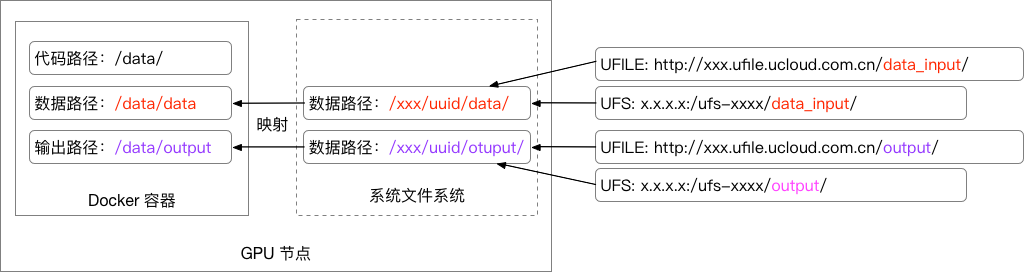 代码路径：/data/
数据路径：/data/data
输出路径：/data/output
Docker 容器
映射
数据路径：/xxx/uuid/data/
数据路径：/xxx/uuid/otuput/
系统文件系统
GPU 节点
UFILE: http://xxx.ufile.ucloud.com.cn/data_input/
UFS: x.x.x.x:/ufs-xxxx/data_input/
UFILE: http://xxx.ufile.ucloud.com.cn/output/
UFS: x.x.x.x:/ufs-xxxx/output/